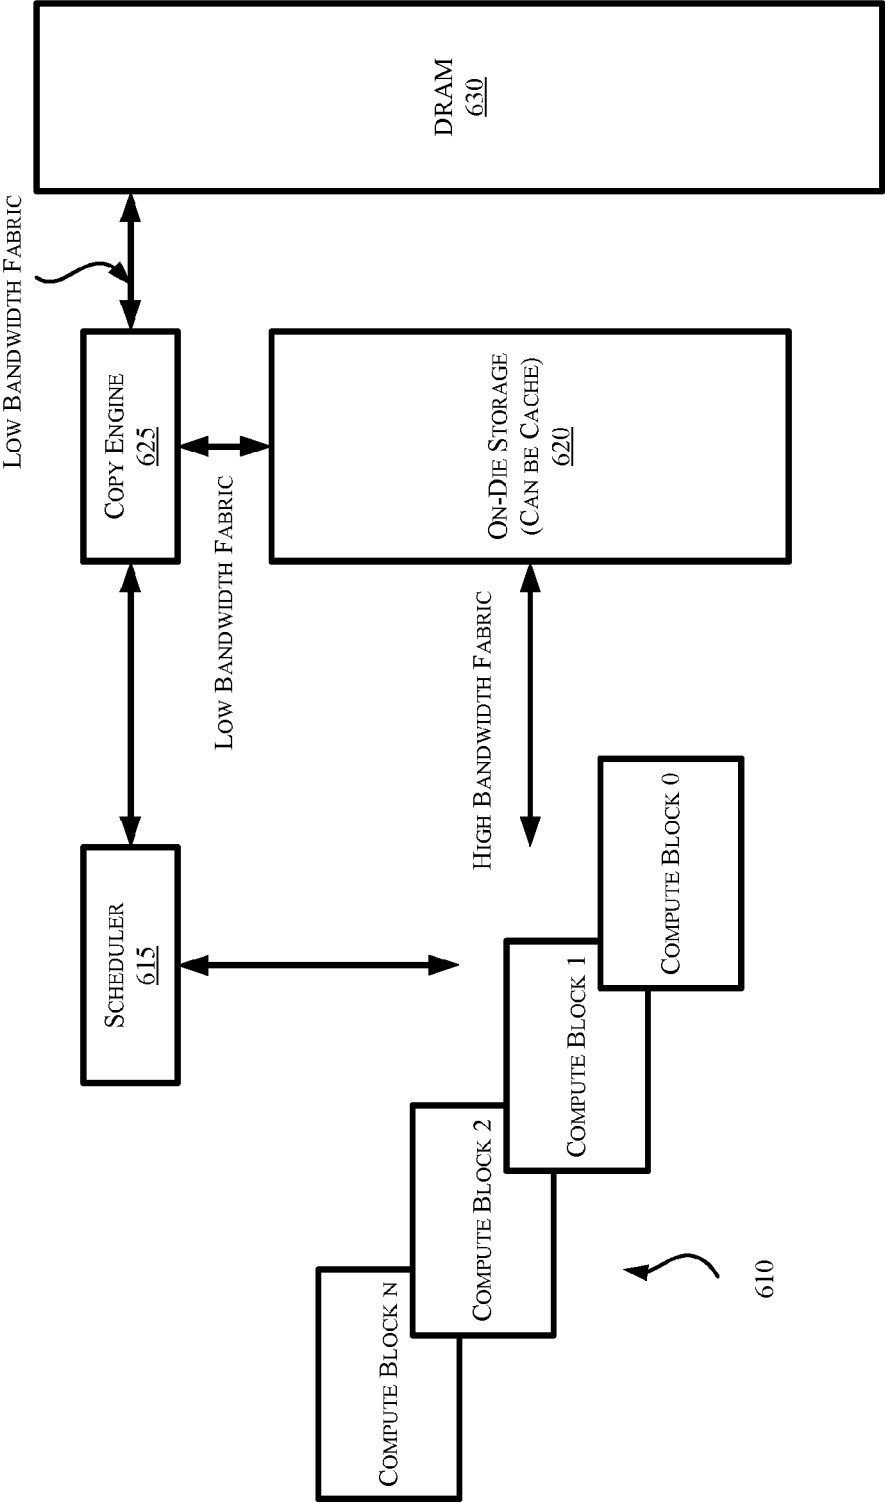 Low Bandwidth Fabric
Scheduler
615
Copy Engine
625
Low Bandwidth Fabric
DRAM
630
High Bandwidth Fabric
On-Die Storage
(Can be Cache)
620
Compute Block n
Compute Block 2
Compute Block 1
Compute Block 0
610